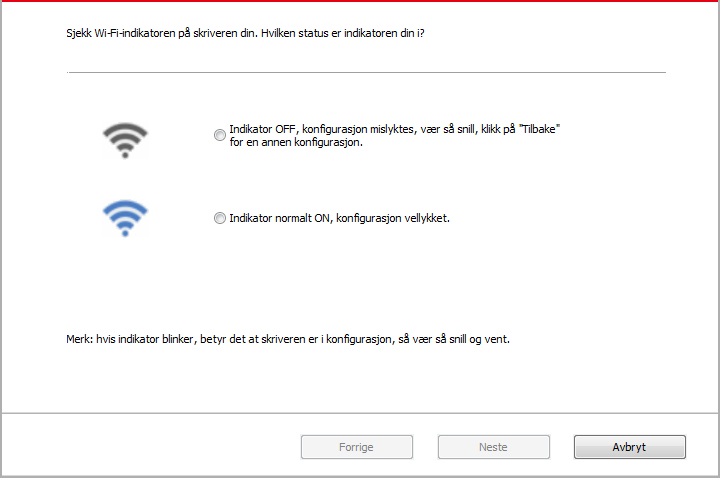 Sjekk Wi-Fi-indikatoren på skriveren din. Hvilken status er indikatoren din i?
Indikator OFF, konfigurasjon mislyktes, vær så snill, klikk på "Tilbake"
for en annen konfigurasjon.
Indikator normalt ON, konfigurasjon vellykket.
Merk: hvis indikator blinker, betyr det at skriveren er i konfigurasjon, så vær så snill og vent.
Forrige
Neste
Avbryt